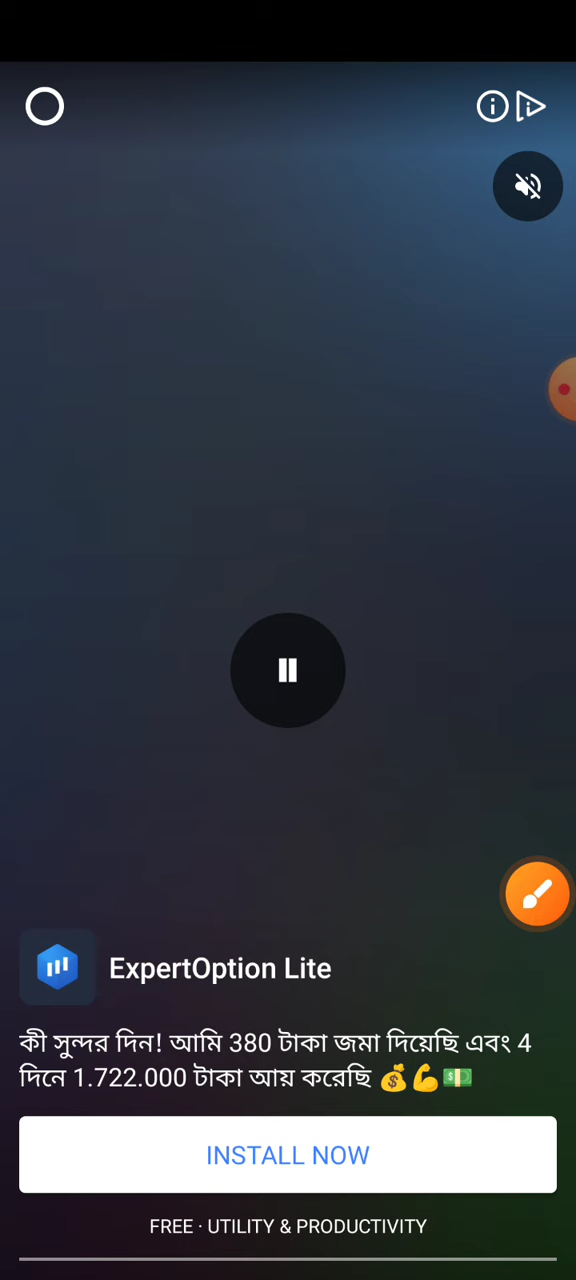 ExpertOption Lite
কী সুন্দর দিন! আমি 380 টাকা জমা দিয়েছি এবং 4
দিনে 1.722.000 টাকা আয় করেছি 💰💪💵
INSTALL NOW
FREE · UTILITY & PRODUCTIVITY